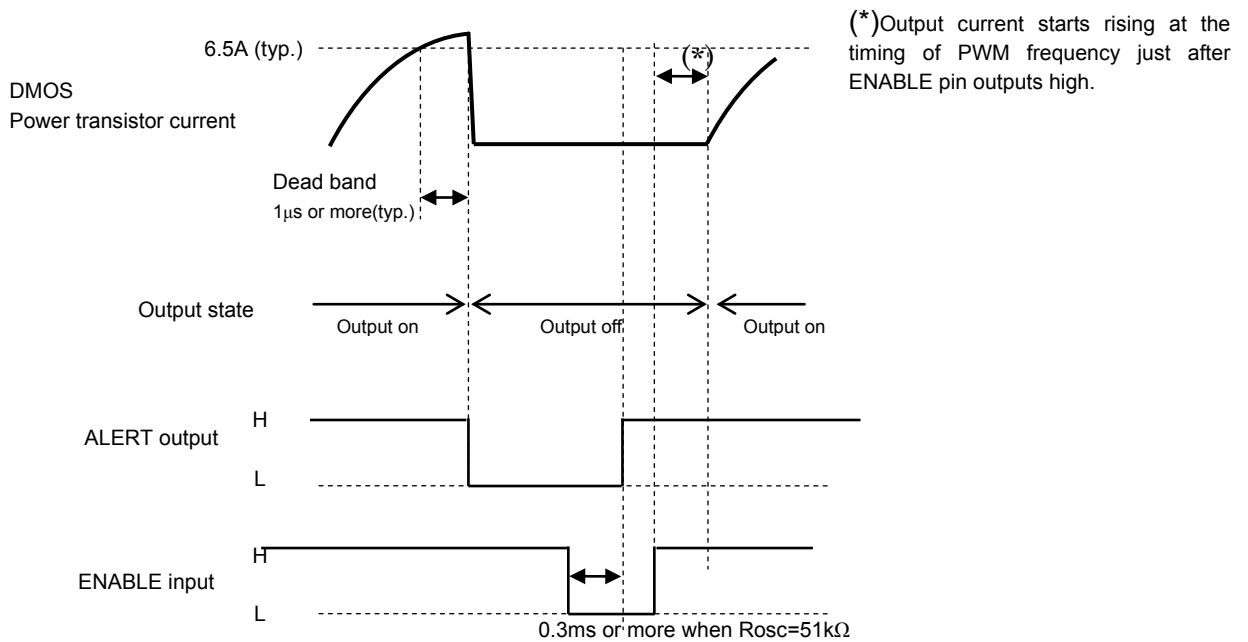 (*)Output current starts rising at the
timing of PWM frequency just after
ENABLE pin outputs high.
6.5A (typ.)
(*)
DMOS
Power transistor current
Dead band
1μs or more(typ.)
Output state
Output on
Output off
Output on
H
ALERT output
L
H
ENABLE input
L
0.3ms or more when Rosc=51kΩ